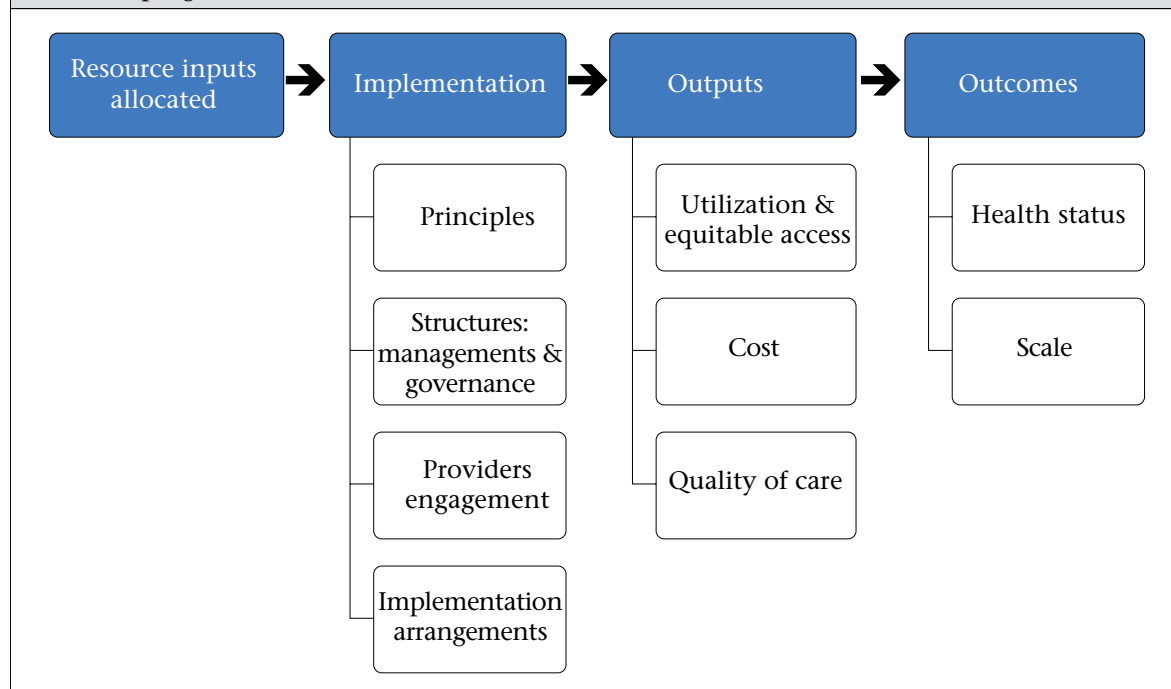 Resource inputs
allocated
Implementation
Outputs
Outcomes
Principles
Structures:
managements &
governance
Providers
engagement
Implementation
arrangements
Utilization &
equitable access
Cost
Quality of care
Health status
Scale